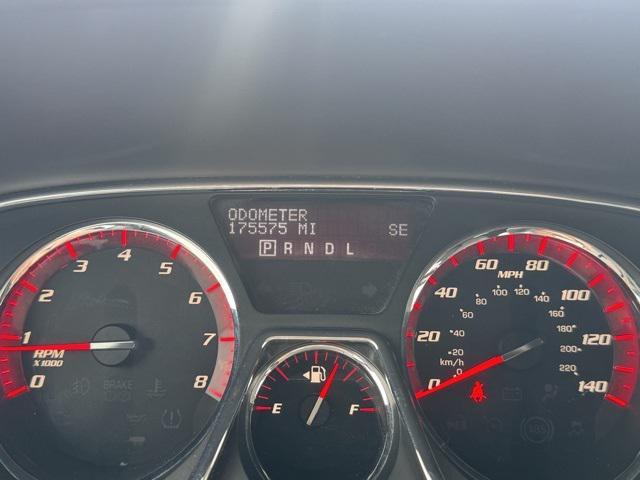 ODOMETER
175575 MI SE
P R N D L
0 1 2 3 4 5 6 7 8
RPM
X1000
BRAKE
E F
0 20 40 60 80 100 120 140
MPH
0 20 40 60 80 100 120 140 160 180 200 220
km/h